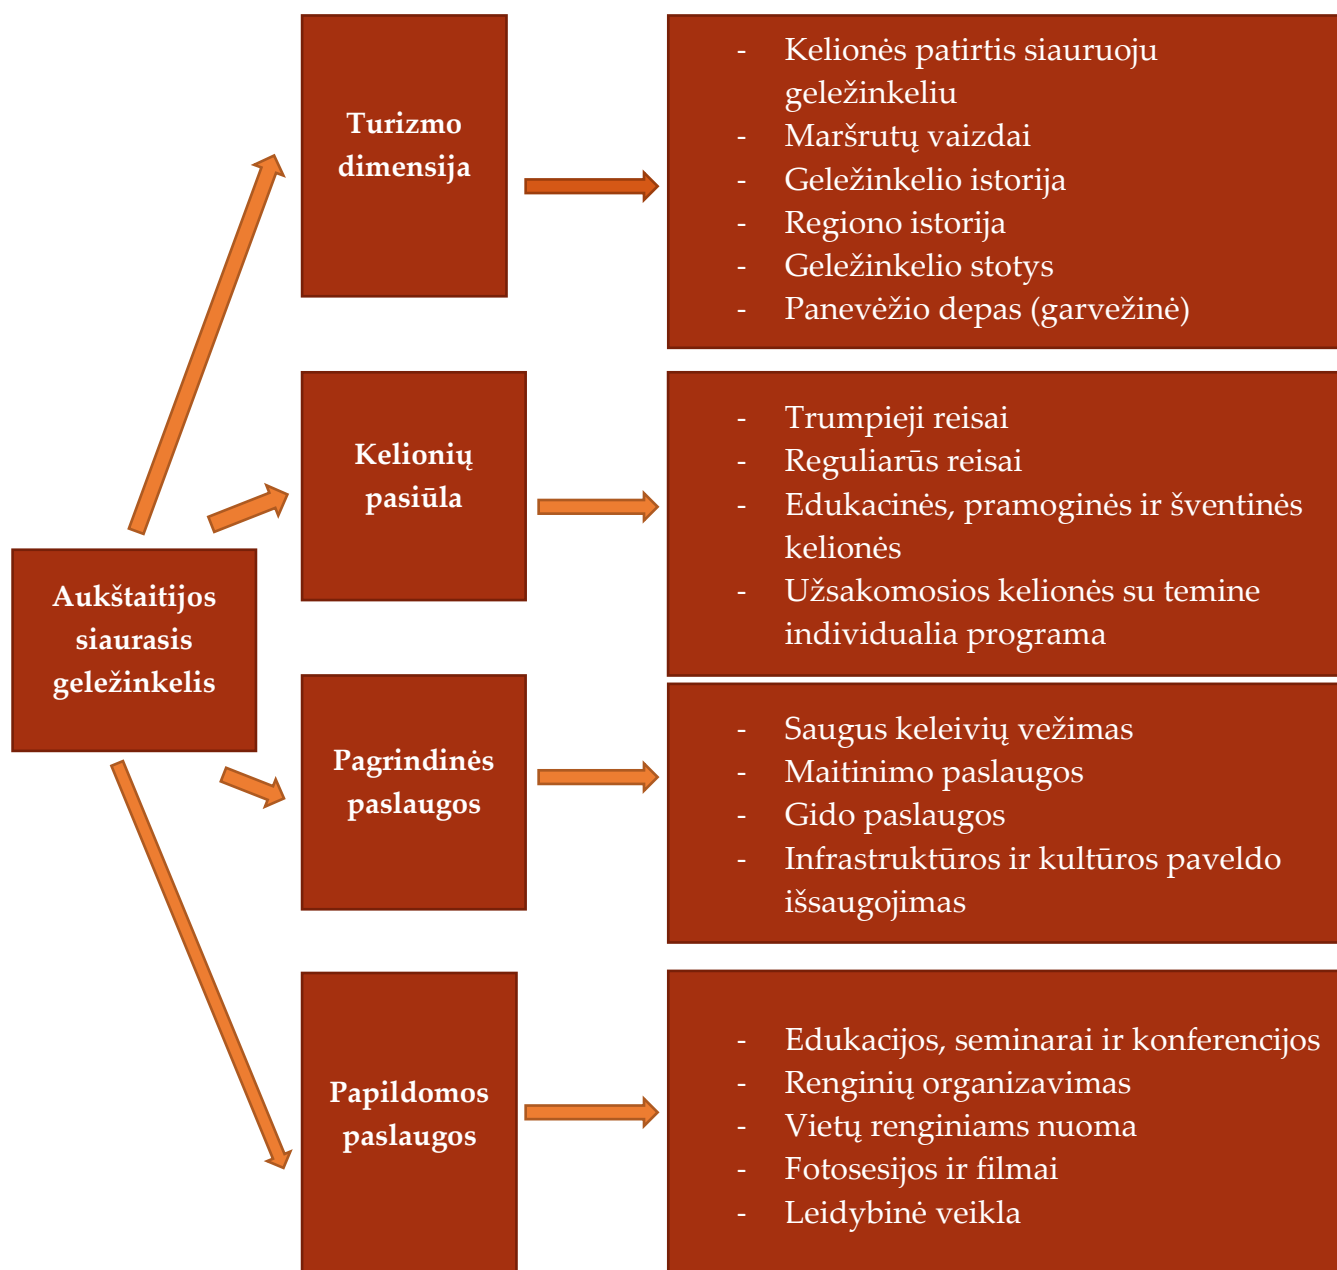 Aukštaitijos
siaurasis
geležinkelis
Turizmo
dimensija
- Kelionės patirtis siauruoju
geležinkeliu
- Maršrutų vaizdai
- Geležinkelio istorija
- Regiono istorija
- Geležinkelio stotys
- Panevėžio depas (garvežinė)
Kelionių
pasiūla
- Trumpieji reisai
- Reguliarūs reisai
- Edukacinės, pramoginės ir šventinės
kelionės
- Užsakomosios kelionės su temine
individualia programa
Pagrindinės
paslaugos
- Saugus keleivių vežimas
- Maitinimo paslaugos
- Gido paslaugos
- Infrastruktūros ir kultūros paveldo
išsaugojimas
Papildomos
paslaugos
- Edukacijos, seminarai ir konferencijos
- Renginių organizavimas
- Vietų renginiams nuoma
- Fotosesijos ir filmai
- Leidybinė veikla